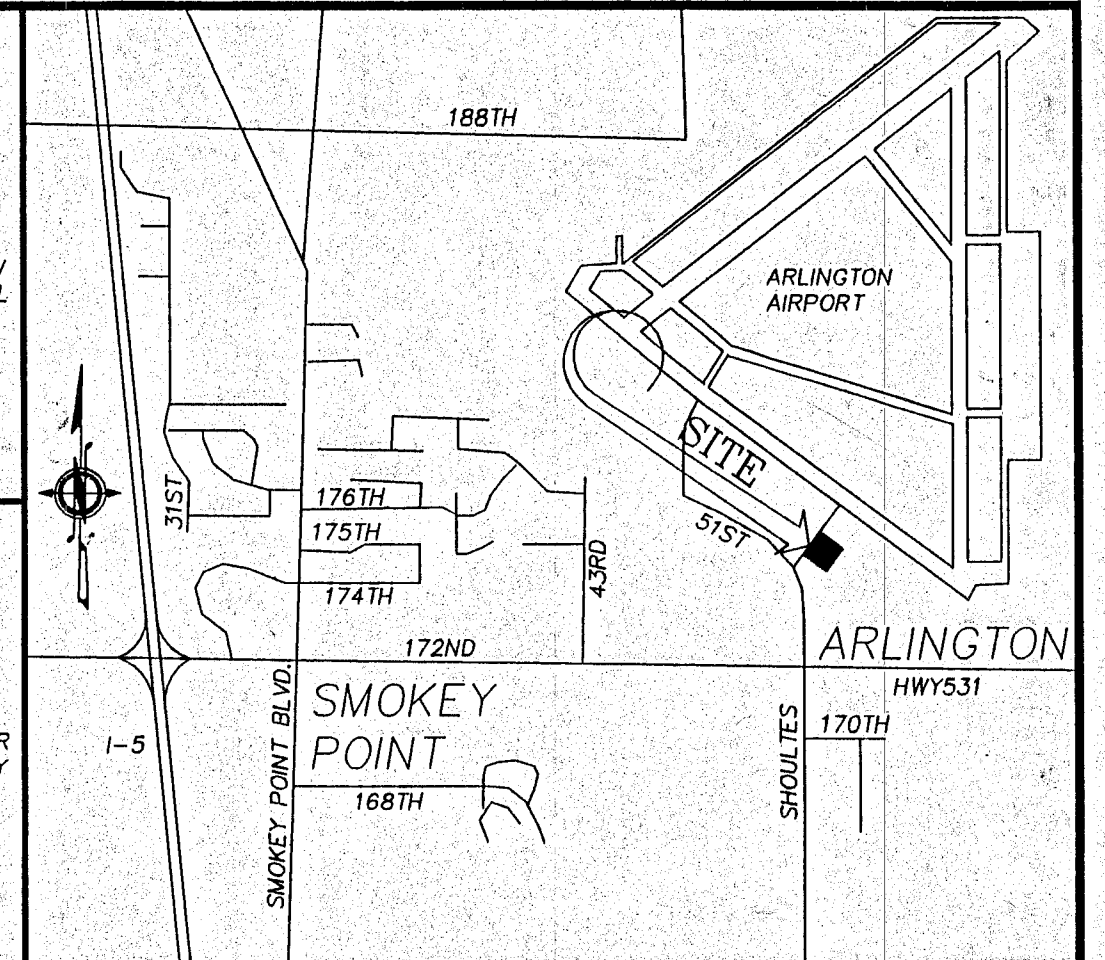 188TH
ARLINGTON
AIRPORT
SITE
31ST
176TH
175TH
51ST
43RD
174TH
172ND
ARLINGTON
HWY531
SMOKEY POINT BLVD.
SMOKEY
POINT
I-5
SHOULTES
170TH
168TH
L
R
Y